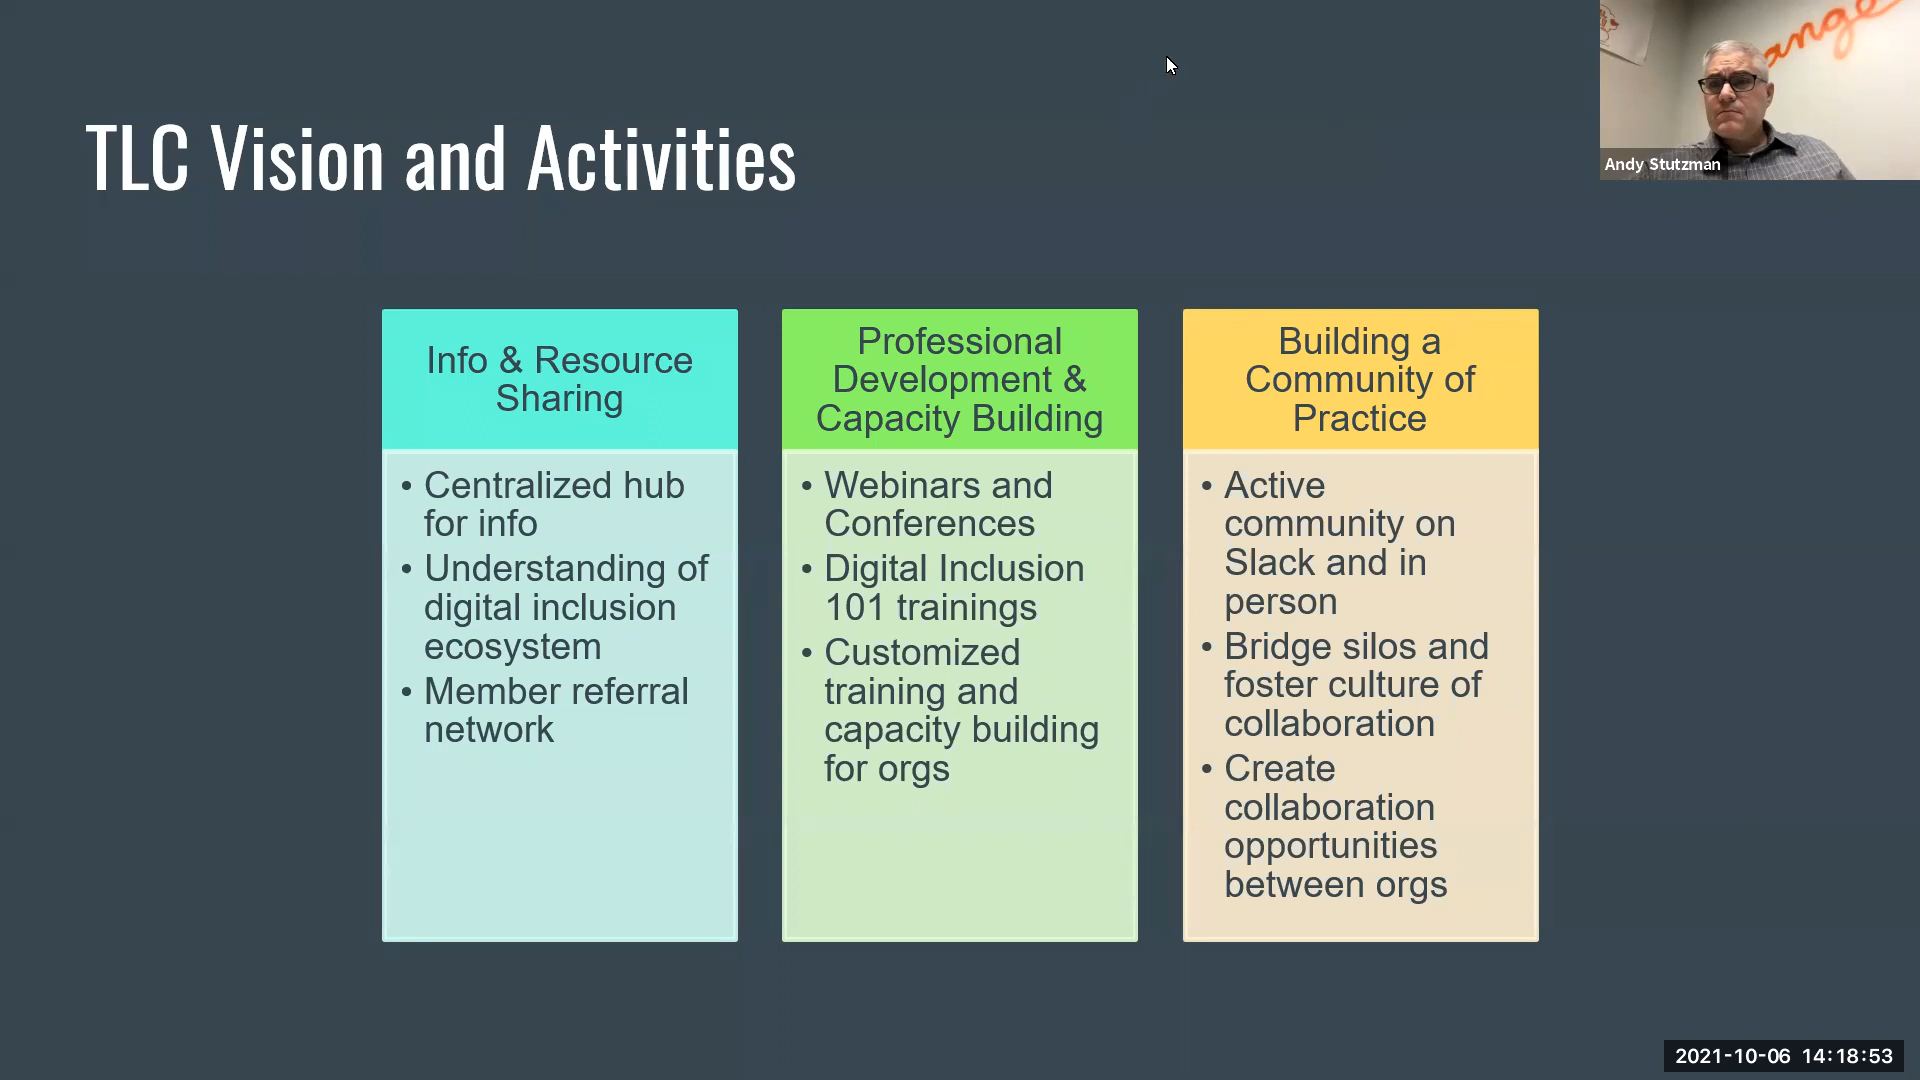 TLC Vision and Activities
ange
Andy Stutzman
Info & Resource
Sharing
• Centralized hub
for info
• Understanding of
digital inclusion
ecosystem
• Member referral
network
Professional
Development &
Capacity Building
• Webinars and
Conferences
• Digital Inclusion
101 trainings
• Customized
training and
capacity building
for orgs
Building a
Community of
Practice
• Active
community on
Slack and in
person
• Bridge silos and
foster culture of
collaboration
• Create
collaboration
opportunities
between orgs
2021-10-06 14:18:53